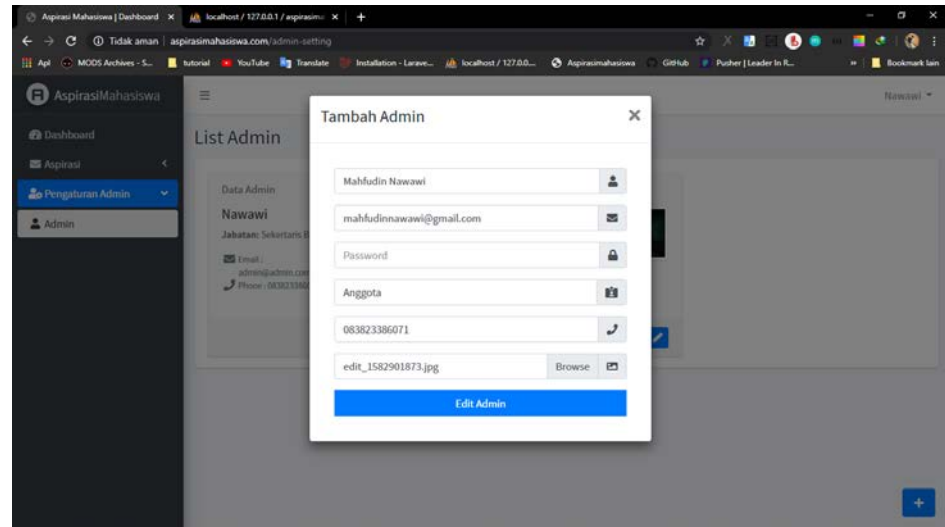 Aspirasi Mahasiswa | Dashboard
localhost / 127.0.0.1 / aspirasim
Tidak aman | aspirasimahasiswa.com/admin-setting
Apl MODS Archives - S... tutorial YouTube Translate Installation - Larave... localhost / 127.0.0... Aspirasimahasiswa GitHub Pusher | Leader In R... Bookmark lain
AspirasiMahasiswa
Nawawi
Dashboard
Aspirasi
Pengaturan Admin
Admin
List Admin
Data Admin
Nawawi
Jabatan: Sekertaris
Email :
admin@admin.com
Phone :
Tambah Admin
Mahfudin Nawawi
mahfudinnawawi@gmail.com
Password
Anggota
083823386071
edit_1582901873.jpg Browse
Edit Admin